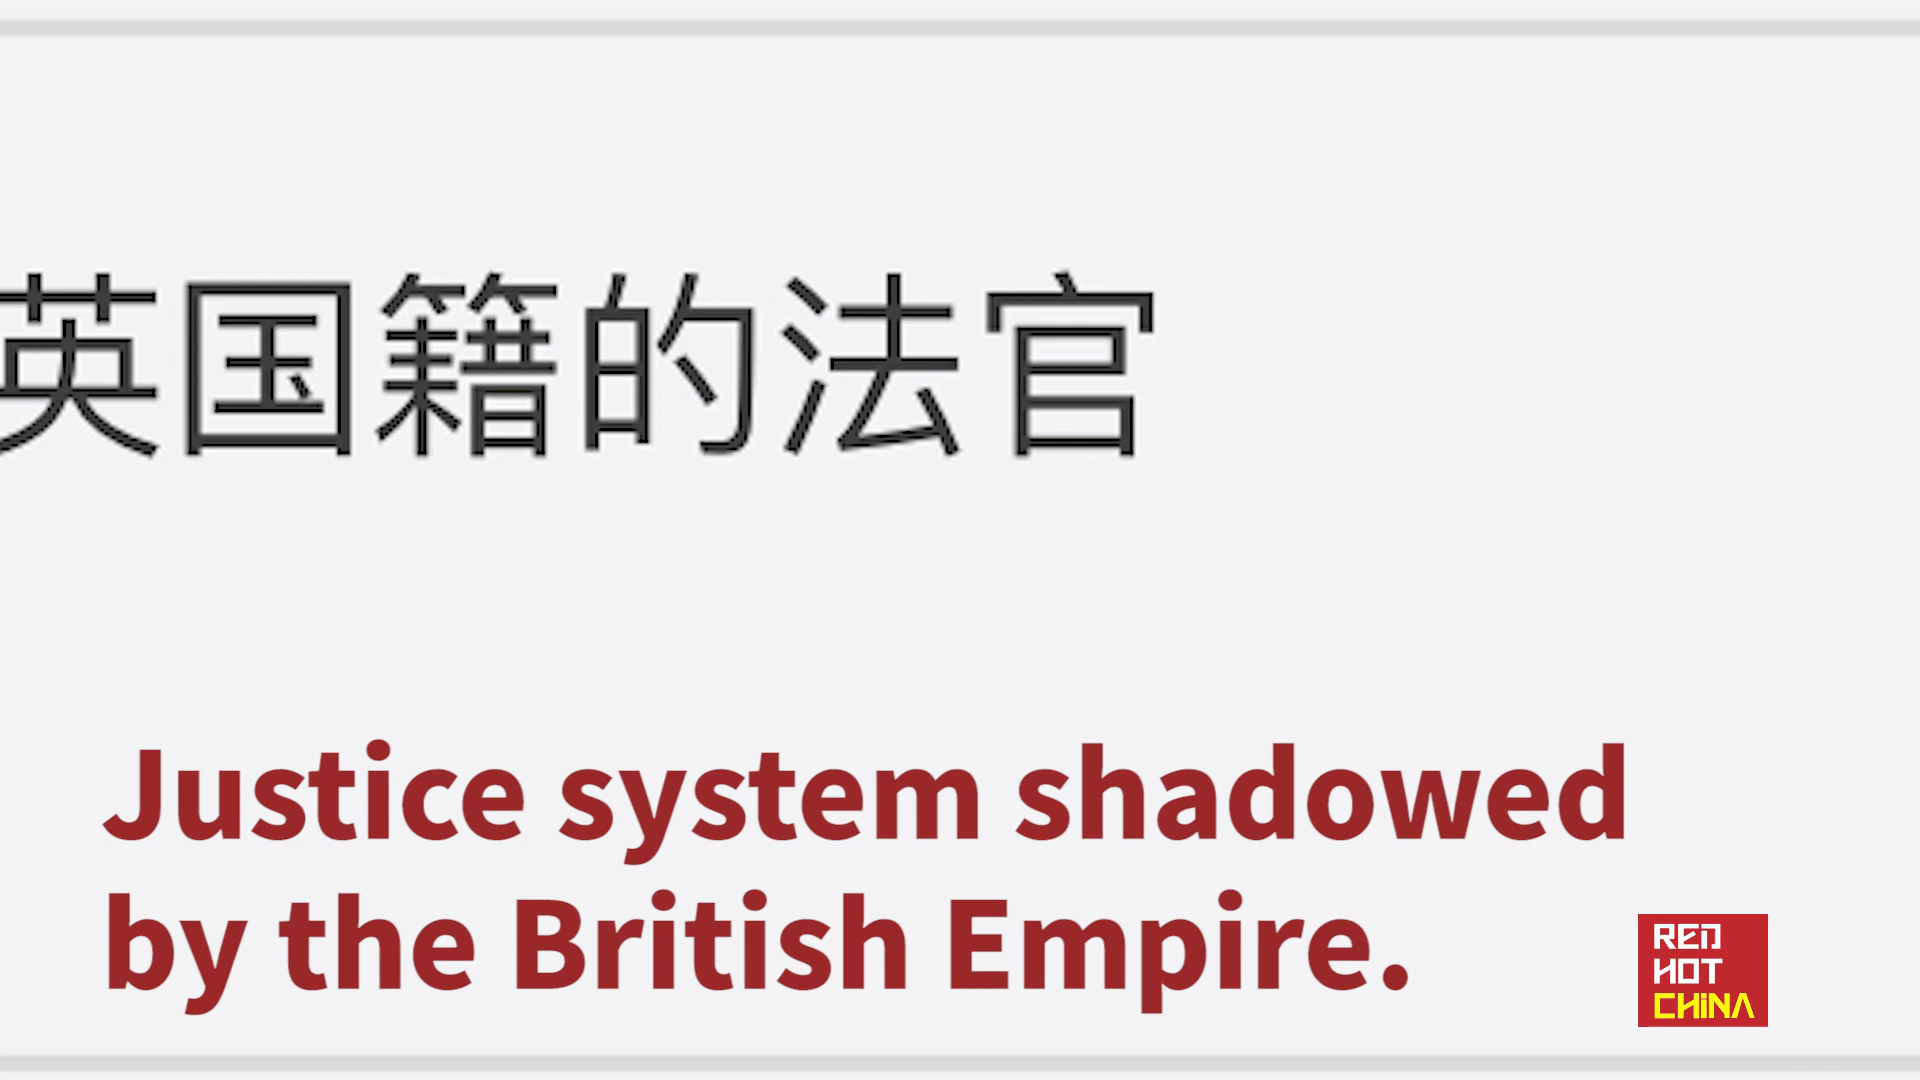 英国籍的法官
Justice system shadowed
by the British Empire.
RED
HOT
CHINA